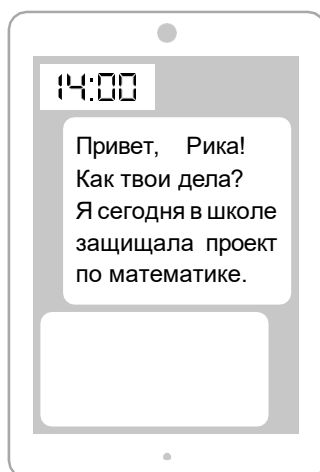 14:00
Привет, Рика!
Как твои дела?
Я сегодня в школе
защищала проект
по математике.